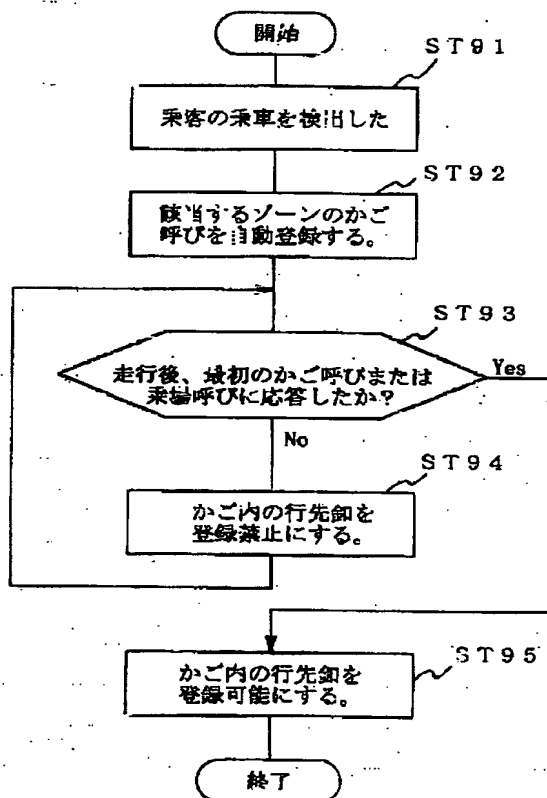 開始
ST91
乗客の乗車を検出した
ST92
該当するゾーンのかご
呼びを自動登録する。
ST93
走行後、最初のかご呼びまたは
乗場呼びに応答したか?
Yes
No
ST94
かご内の行先釦を
登録禁止にする。
ST95
かご内の行先釦を
登録可能にする。
終了